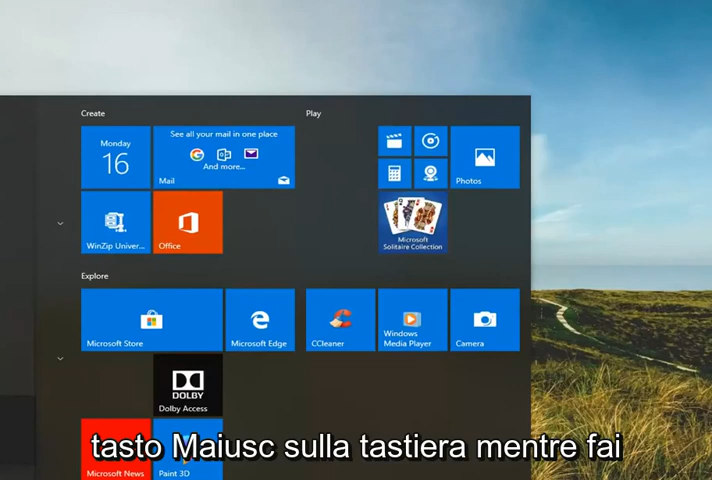 Create
Play
Monday
16
See all your mail in one place
And more...
Mail
Photos
WinZip Univer...
Office
Microsoft
Solitaire Collection
Explore
Microsoft Store
Microsoft Edge
CCleaner
Windows
Media Player
Camera
DOLBY
Dolby Access
tasto Maiusc sulla tastiera mentre fai
Microsoft News
Paint 3D